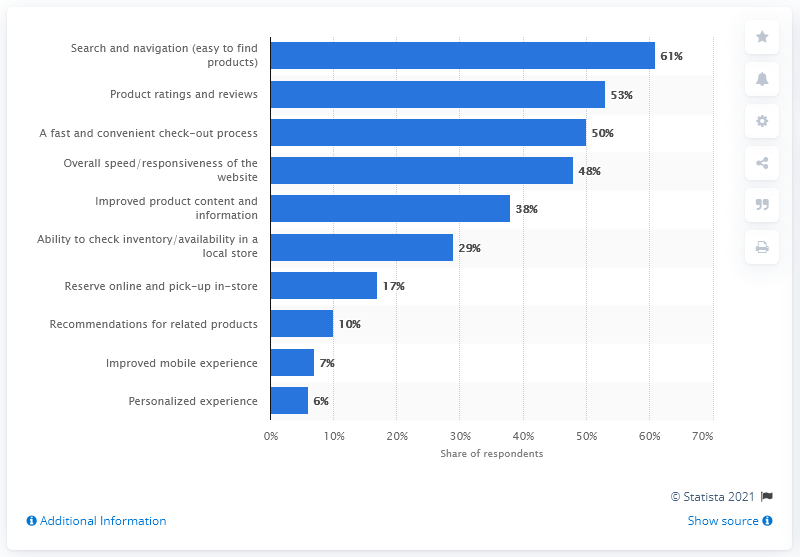 Search and navigation (easy to find
products)
61%
Product ratings and reviews
53%
A fast and convenient check-out process
50%
Overall speed/responsiveness of the
website
48%
Improved product content and
information
38%
Ability to check inventory/availability in a
local store
29%
Reserve online and pick-up in-store
17%
Recommendations for related products
10%
Improved mobile experience
7%
Personalized experience
6%
0% 10% 20% 30% 40% 50% 60% 70%
Share of respondents
© Statista 2021
Additional Information
Show source